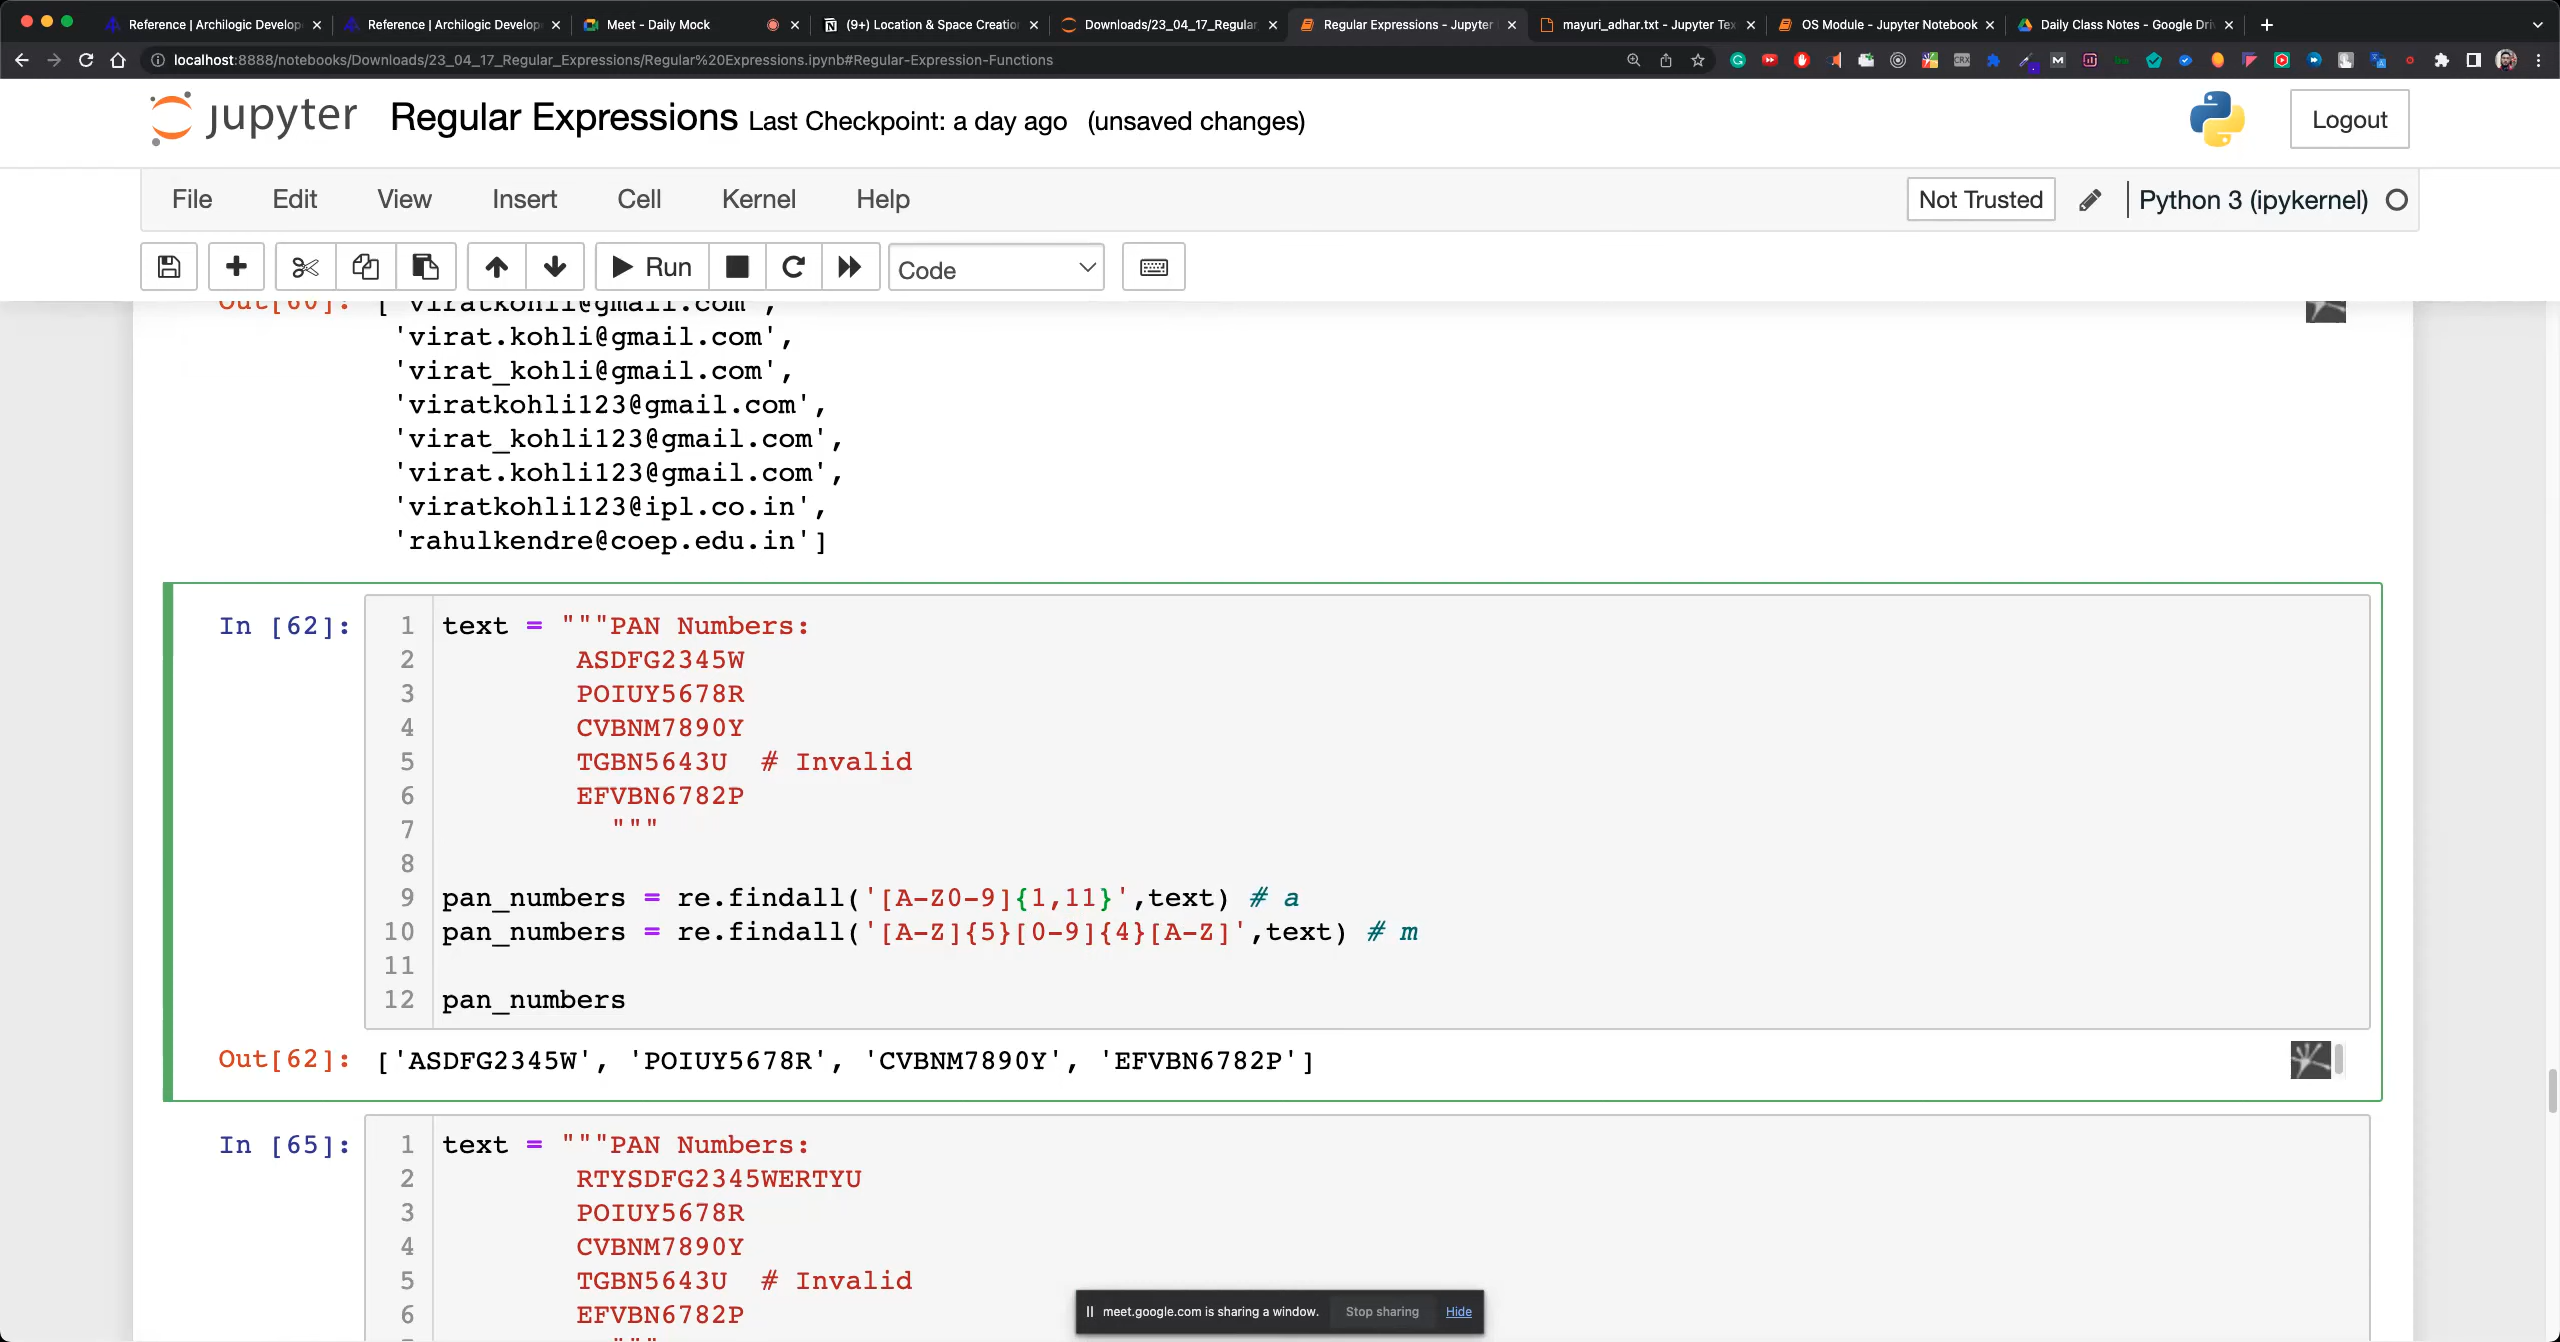 Reference | Archilogic Develop
Reference | Archilogic Develop
Meet - Daily Mock
(9+) Location & Space Creation
Downloads/23_04_17_Regular
Regular Expressions - Jupyter
mayuri_adhar.txt - Jupyter Tex
OS Module - Jupyter Notebook
Daily Class Notes - Google Dri
localhost:8888/notebooks/Downloads/23_04_17_Regular_Expressions/Regular%20Expressions.ipynb#Regular-Expression-Functions
jupyter Regular Expressions Last Checkpoint: a day ago (unsaved changes)
Logout
File Edit View Insert Cell Kernel Help
Not Trusted
Python 3 (ipykernel)
Run
Code
Out[60]: ['viratkohli@gmail.com',
'virat.kohli@gmail.com',
'virat_kohli@gmail.com',
'viratkohli123@gmail.com',
'virat_kohli123@gmail.com',
'virat.kohli123@gmail.com',
'viratkohli123@ipl.co.in',
'rahulkendre@coep.edu.in']
In [62]: 1 text = """PAN Numbers:
2 ASDFG2345W
3 POIUY5678R
4 CVBNM7890Y
5 TGBN5643U # Invalid
6 EFVBN6782P
7 """
8
9 pan_numbers = re.findall('[A-Z0-9]{1,11}',text) # a
10 pan_numbers = re.findall('[A-Z]{5}[0-9]{4}[A-Z]',text) # m
11
12 pan_numbers
Out[62]: ['ASDFG2345W', 'POIUY5678R', 'CVBNM7890Y', 'EFVBN6782P']
In [65]: 1 text = """PAN Numbers:
2 RTYSDFG2345WERTYU
3 POIUY5678R
4 CVBNM7890Y
5 TGBN5643U # Invalid
6 EFVBN6782P
meet.google.com is sharing a window. Stop sharing Hide